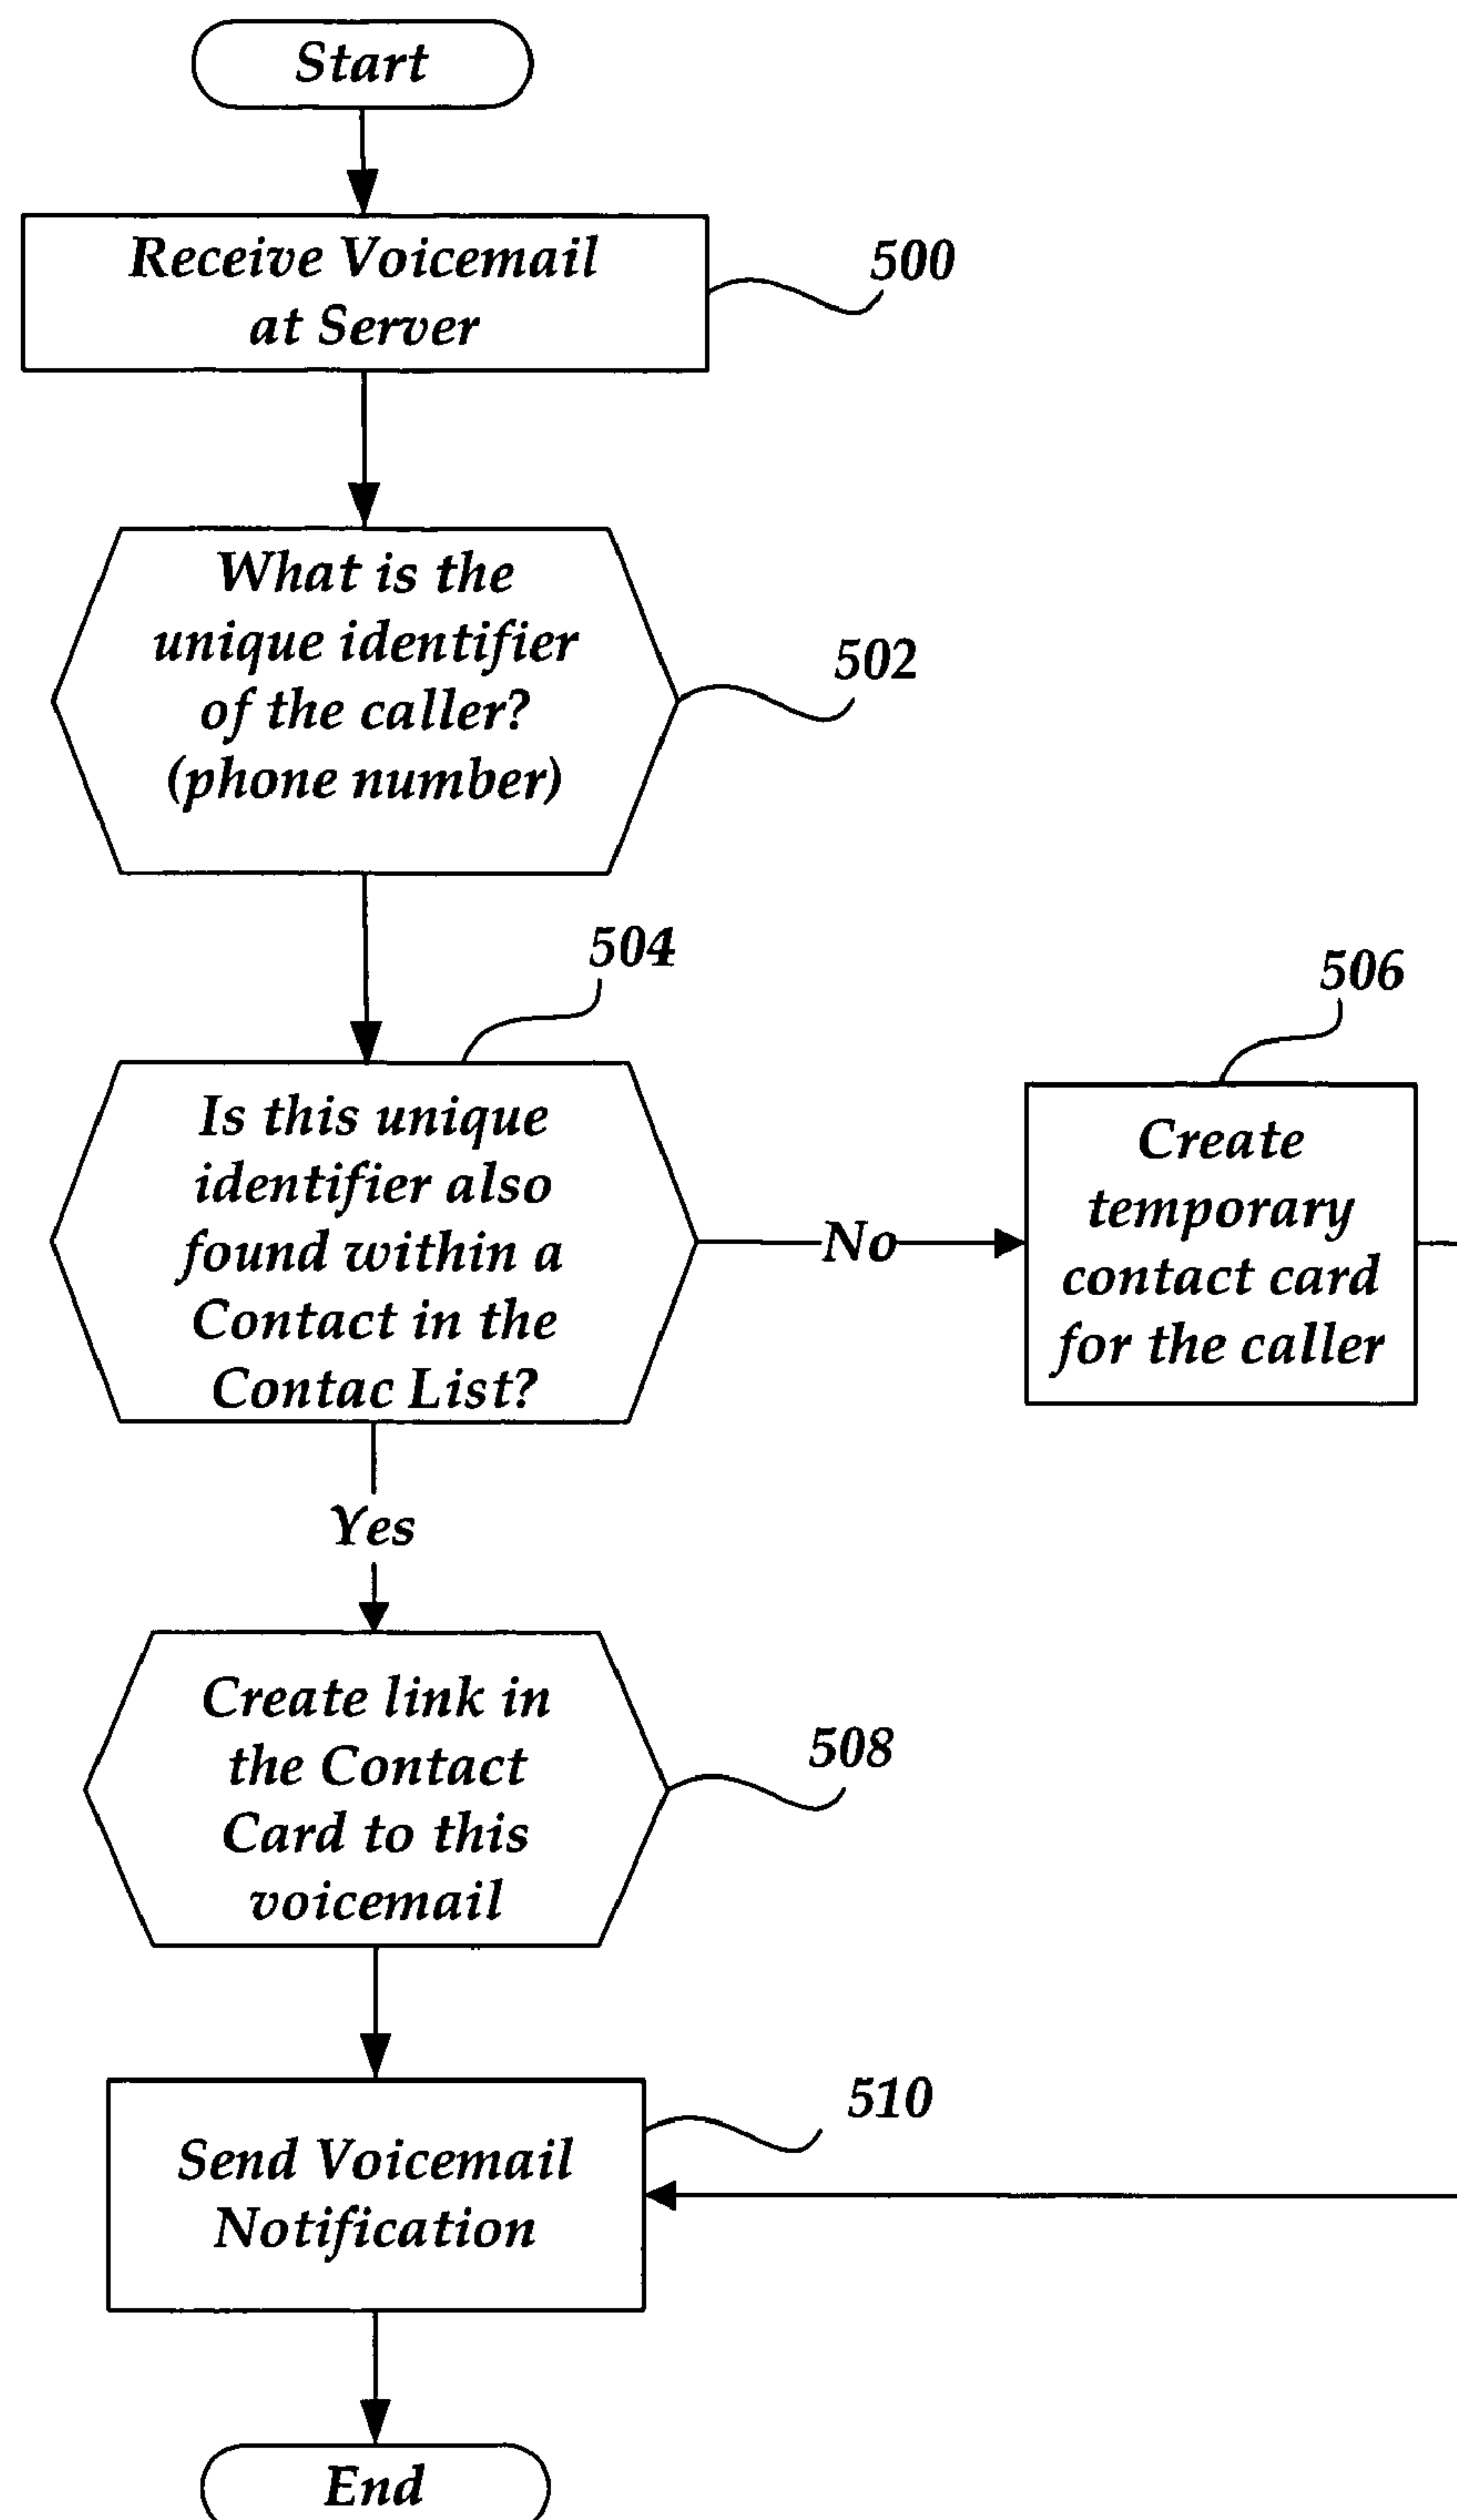 Start
Receive Voicemail
at Server
500
What is the
unique identifier
of the caller?
(phone number)
502
504
Is this unique
identifier also
found within a
Contact in the
Contac List?
No
506
Create
temporary
contact card
for the caller
Yes
Create link in
the Contact
Card to this
voicemail
508
510
Send Voicemail
Notification
End